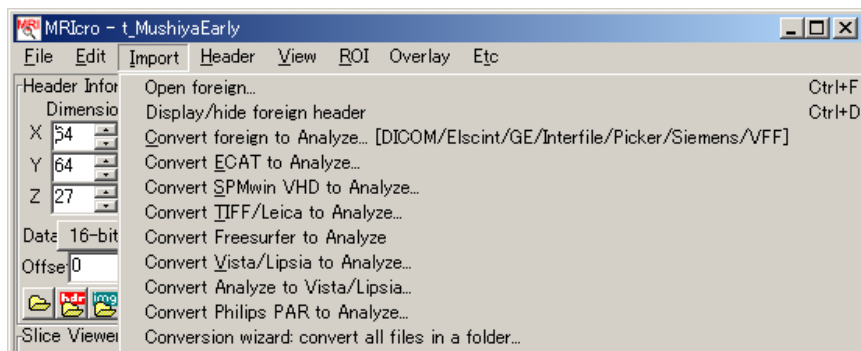 MRIcro - t_MushiyaEarly
File Edit Import Header View ROI Overlay Etc
Header Infor
Dimensio
X 64
Y 64
Z 27
Data 16-bit
Offse 0
hdr img
Slice Viewer
Open foreign... Ctrl+F
Display/hide foreign header Ctrl+D
Convert foreign to Analyze... [DICOM/Elscint/GE/Interfile/Picker/Siemens/VFF]
Convert ECAT to Analyze...
Convert SPMwin VHD to Analyze...
Convert TIFF/Leica to Analyze...
Convert Freesurfer to Analyze
Convert Vista/Lipsia to Analyze...
Convert Analyze to Vista/Lipsia...
Convert Philips PAR to Analyze...
Conversion wizard: convert all files in a folder...